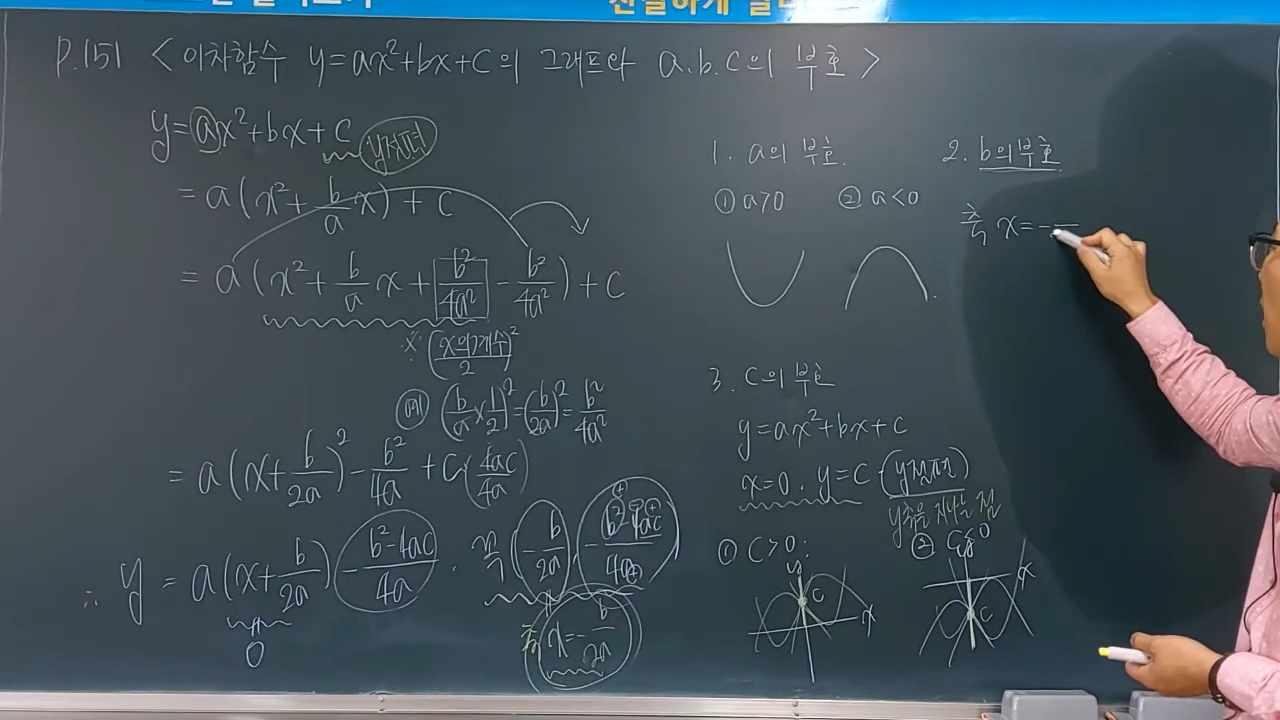 P.151 < 이차함수 y=ax²+bx+c의 그래프와 a.b.c의 부호 >
y=ax²+bx+c y절편
= a(x²+b/a x)+c
= a(x²+b/a x+b²/4a²-b²/4a²)+c
※ (x의계수/2)²
예 (b/a×1/2)²=(b/2a)²=b²/4a²
= a(x+b/2a)²-b²/4a+c(4ac/4a)
∴ y = a(x+b/2a)-b²-4ac/4a . 꼭(-b/2a, -b²-4ac/4a)
0
축 x=-b/2a
1. a의 부호.
① a>0 ② a<0
2. b의부호
축 x=-
3. c의 부호
y=ax²+bx+c
x=0. y=c (y절편)
y축을 지나는 점
① c>0: ② c<0
y
c
x
y
x
c